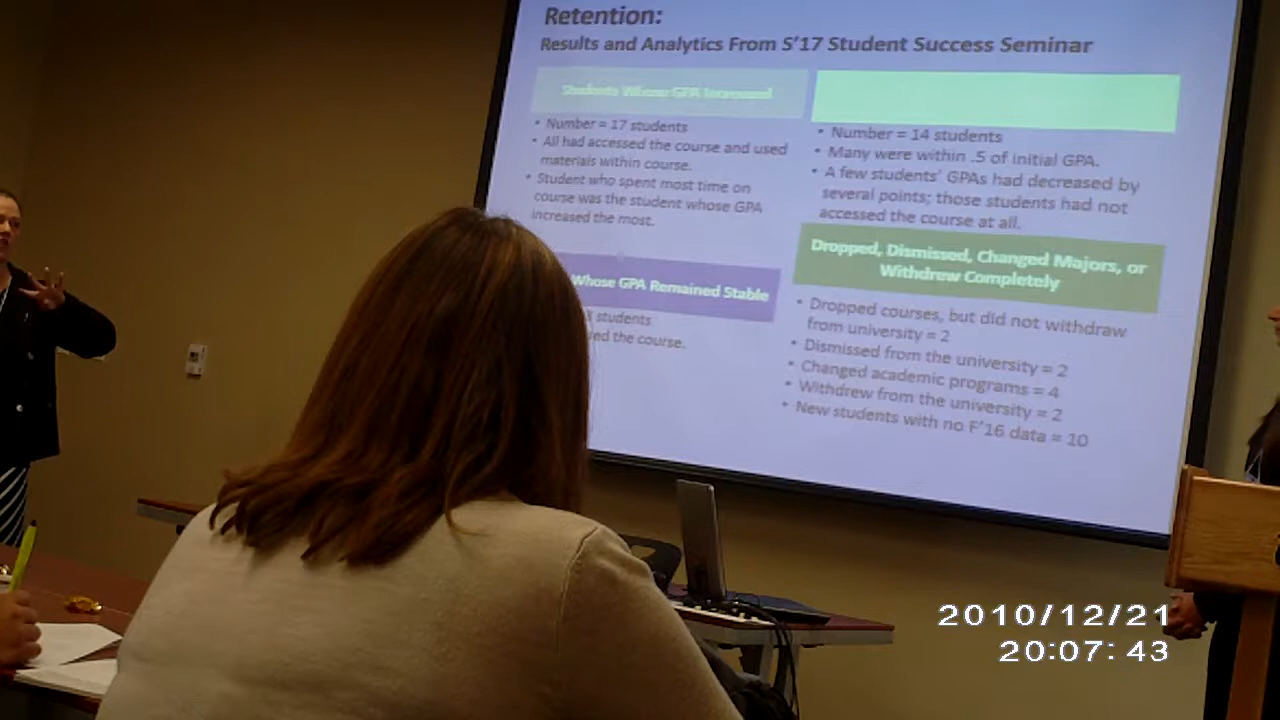 Retention:
Results and Analytics From S'17 Student Success Seminar
Students Whose GPA Increased
• Number = 17 students
• All had accessed the course and used
materials within course.
• Student who spent most time on
course was the student whose GPA
increased the most.
Whose GPA Remained Stable
students
the course.
• Number = 14 students
• Many were within .5 of initial GPA.
• A few students' GPAs had decreased by
several points; those students had not
accessed the course at all.
Dropped, Dismissed, Changed Majors, or
Withdrew Completely
• Dropped courses, but did not withdraw
from university = 2
• Dismissed from the university = 2
• Changed academic programs = 4
• Withdrew from the university = 2
• New students with no F'16 data = 10
2010/12/21
20:07:43